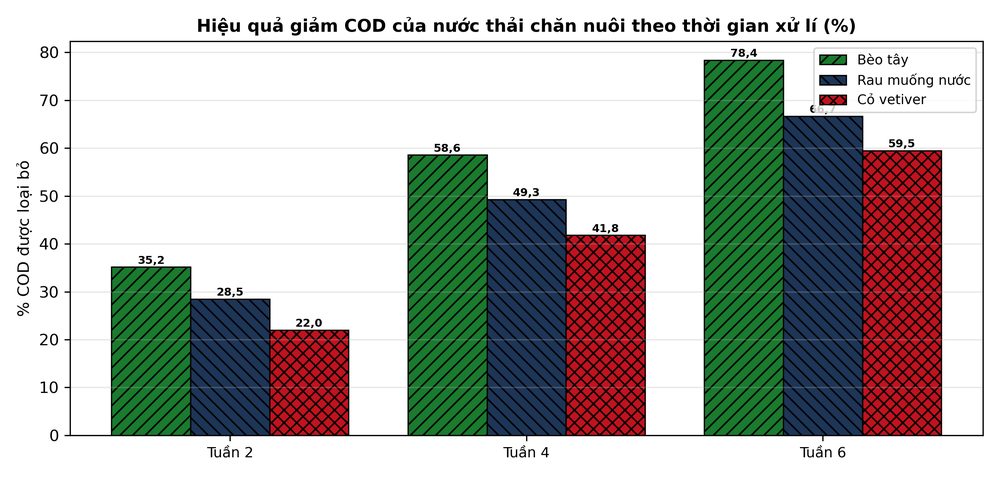 Hiệu quả giảm COD của nước thải chăn nuôi theo thời gian xử lí (%)
% COD được loại bỏ
80
70
60
50
40
30
20
10
0
Bèo tây
Rau muống nước
Cỏ vetiver
35,2
28,5
22,0
58,6
49,3
41,8
78,4
66,7
59,5
Tuần 2
Tuần 4
Tuần 6